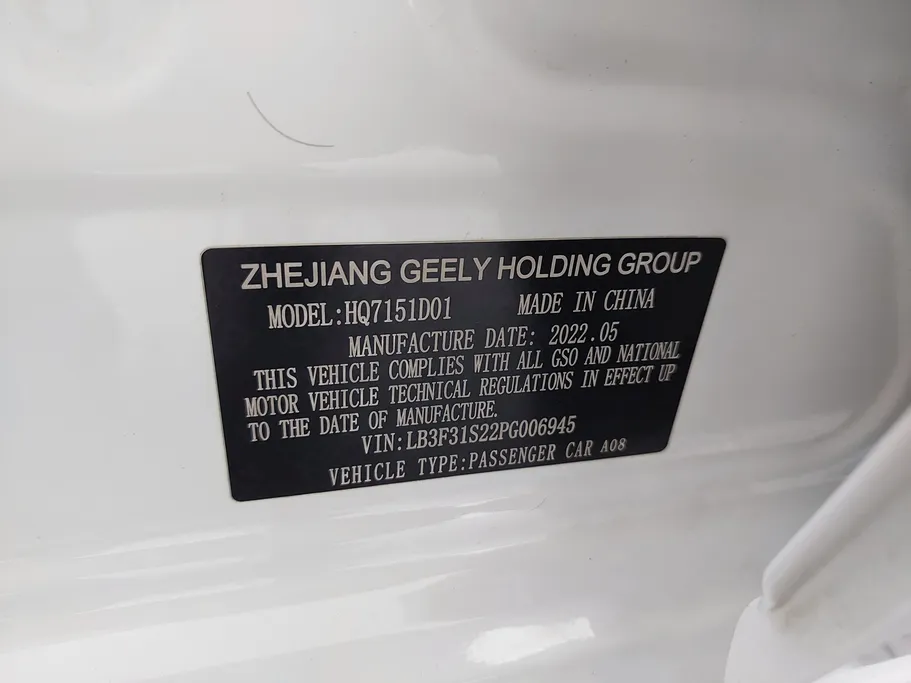 ZHEJIANG GEELY HOLDING GROUP
MODEL:HQ7151D01 MADE IN CHINA
MANUFACTURE DATE: 2022.05
THIS VEHICLE COMPLIES WITH ALL GSO AND NATIONAL
MOTOR VEHICLE TECHNICAL REGULATIONS IN EFFECT UP
TO THE DATE OF MANUFACTURE.
VIN:LB3F31S22PG006945
VEHICLE TYPE:PASSENGER CAR A08